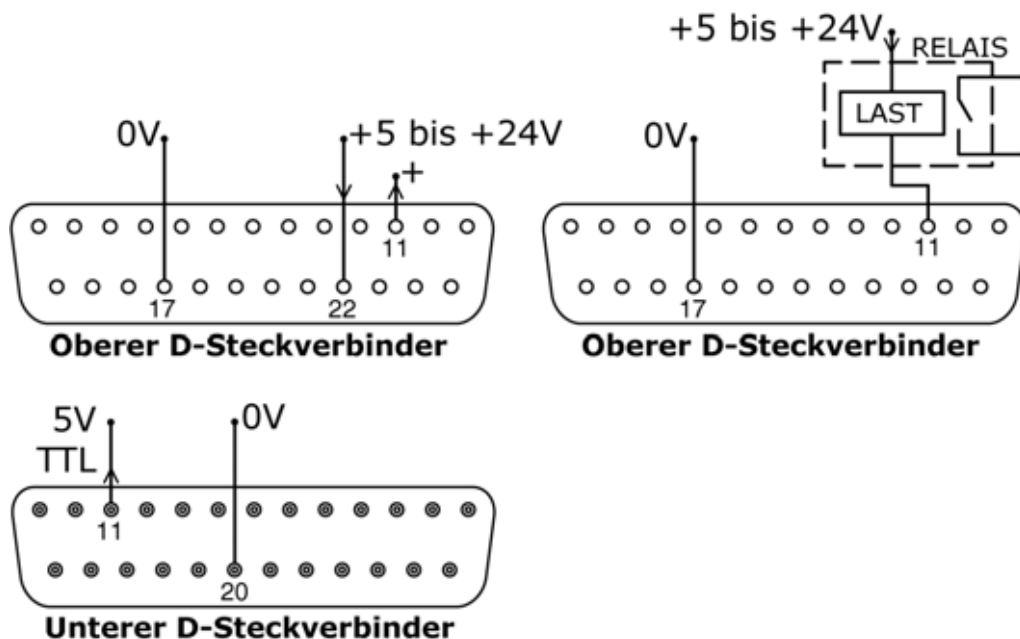 0V
+5 bis +24V
+
11
17
22
Oberer D-Steckverbinder
+5 bis +24V
RELAIS
LAST
0V
11
17
Oberer D-Steckverbinder
5V
TTL
0V
11
20
Unterer D-Steckverbinder